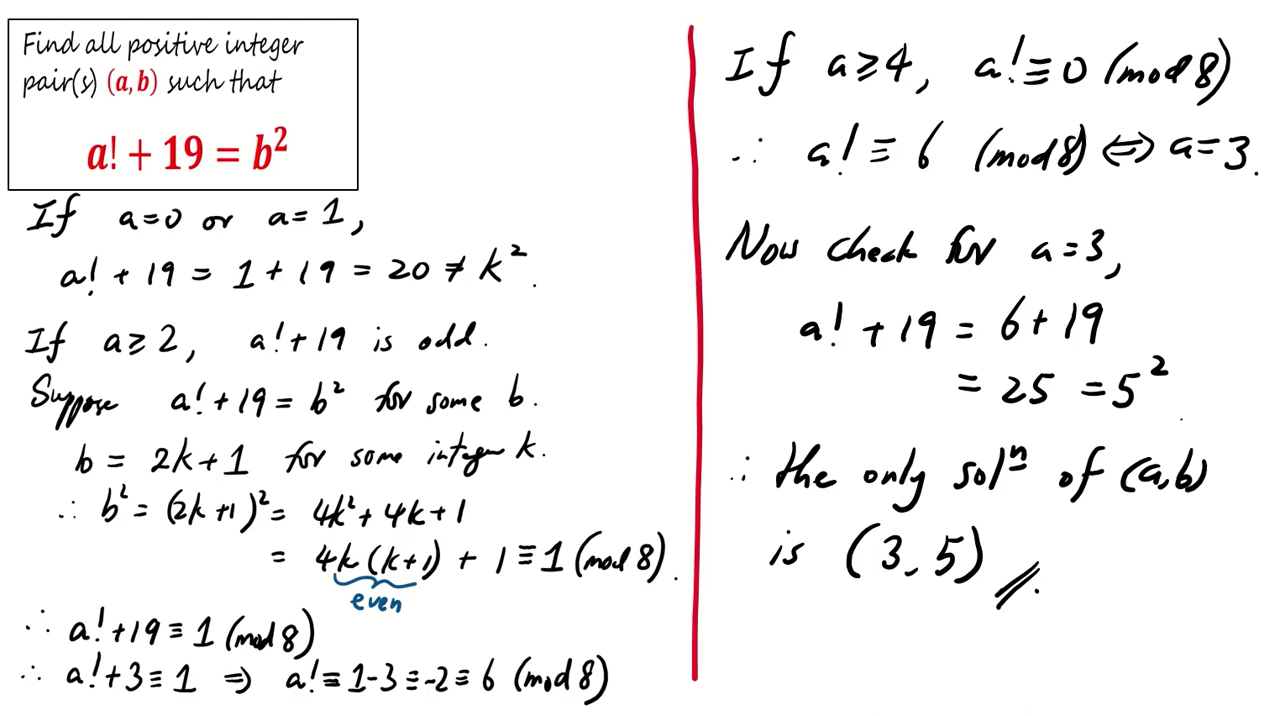 Find all positive integer
pair(s) (a, b) such that
a! + 19 = b²
If a=0 or a=1,
a! + 19 = 1 + 19 = 20 ≠ k².
If a≥2, a!+19 is odd.
Suppose a!+19 = b² for some b.
b = 2k+1 for some integer k.
∴ b² = (2k+1)² = 4k²+4k+1
= 4k(k+1) + 1 ≡ 1 (mod 8).
even
∴ a!+19 ≡ 1 (mod 8)
∴ a!+3 ≡ 1 ⇒ a! ≡ 1-3 ≡ -2 ≡ 6 (mod 8)
If a≥4, a! ≡ 0 (mod 8)
∴ a! ≡ 6 (mod 8) ⇔ a=3.
Now check for a=3,
a! + 19 = 6+19
= 25 = 5².
∴ the only solⁿ of (a,b)
is (3, 5).